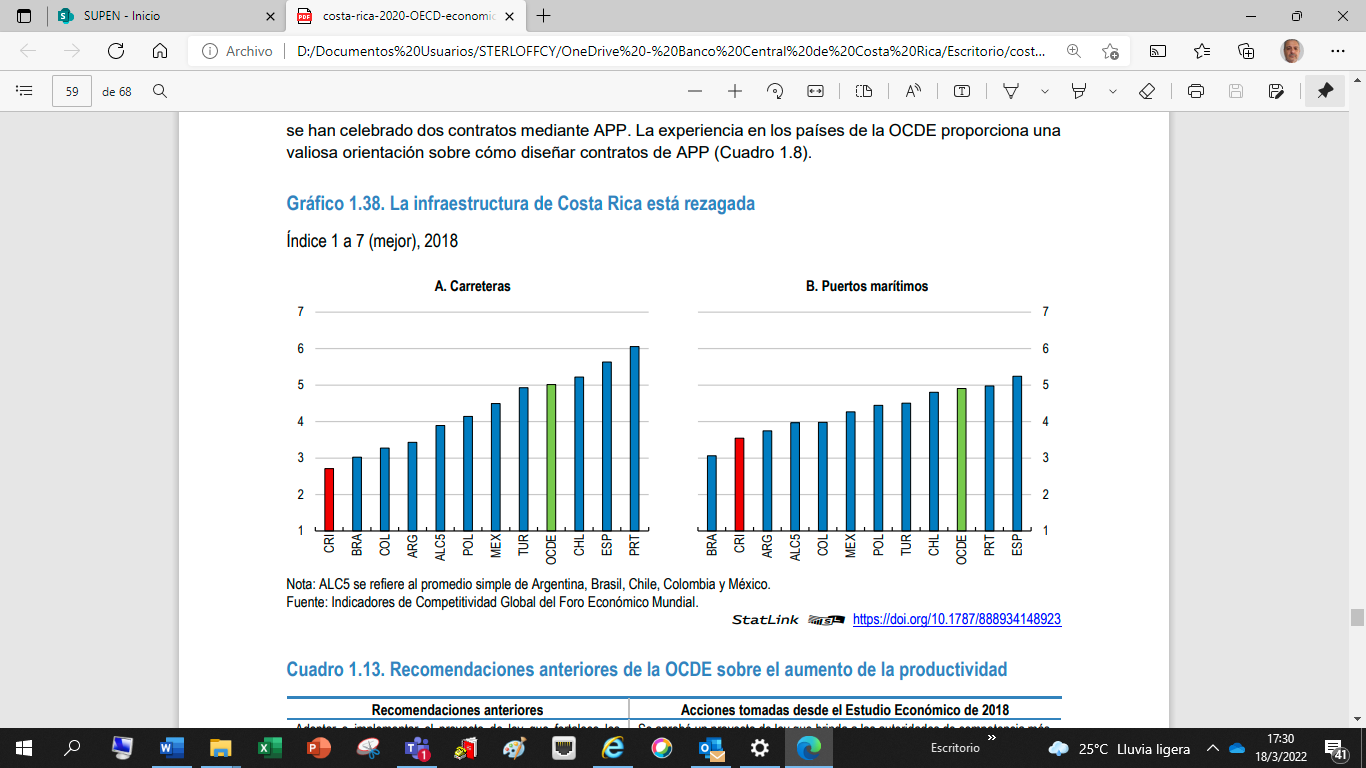 SUPEN - Inicio
costa-rica-2020-OECD-economic
Archivo
D:/Documentos%20Usuarios/STERLOFFCY/OneDrive%20-%20Banco%20Central%20de%20Costa%20Rica/Escritorio/cost...
59 de 68
se han celebrado dos contratos mediante APP. La experiencia en los países de la OCDE proporciona una
valiosa orientación sobre cómo diseñar contratos de APP (Cuadro 1.8).
Gráfico 1.38. La infraestructura de Costa Rica está rezagada
Índice 1 a 7 (mejor), 2018
A. Carreteras
7
6
5
4
3
2
1
CRI BRA COL ARG ALC5 POL MEX TUR OCDE CHL ESP PRT
B. Puertos marítimos
7
6
5
4
3
2
1
BRA CRI ARG ALC5 COL MEX POL TUR CHL OCDE PRT ESP
Nota: ALC5 se refiere al promedio simple de Argentina, Brasil, Chile, Colombia y México.
Fuente: Indicadores de Competitividad Global del Foro Económico Mundial.
StatLink https://doi.org/10.1787/888934148923
Cuadro 1.13. Recomendaciones anteriores de la OCDE sobre el aumento de la productividad
Recomendaciones anteriores
Acciones tomadas desde el Estudio Económico de 2018
Escritorio
25°C Lluvia ligera
17:30
18/3/2022
41